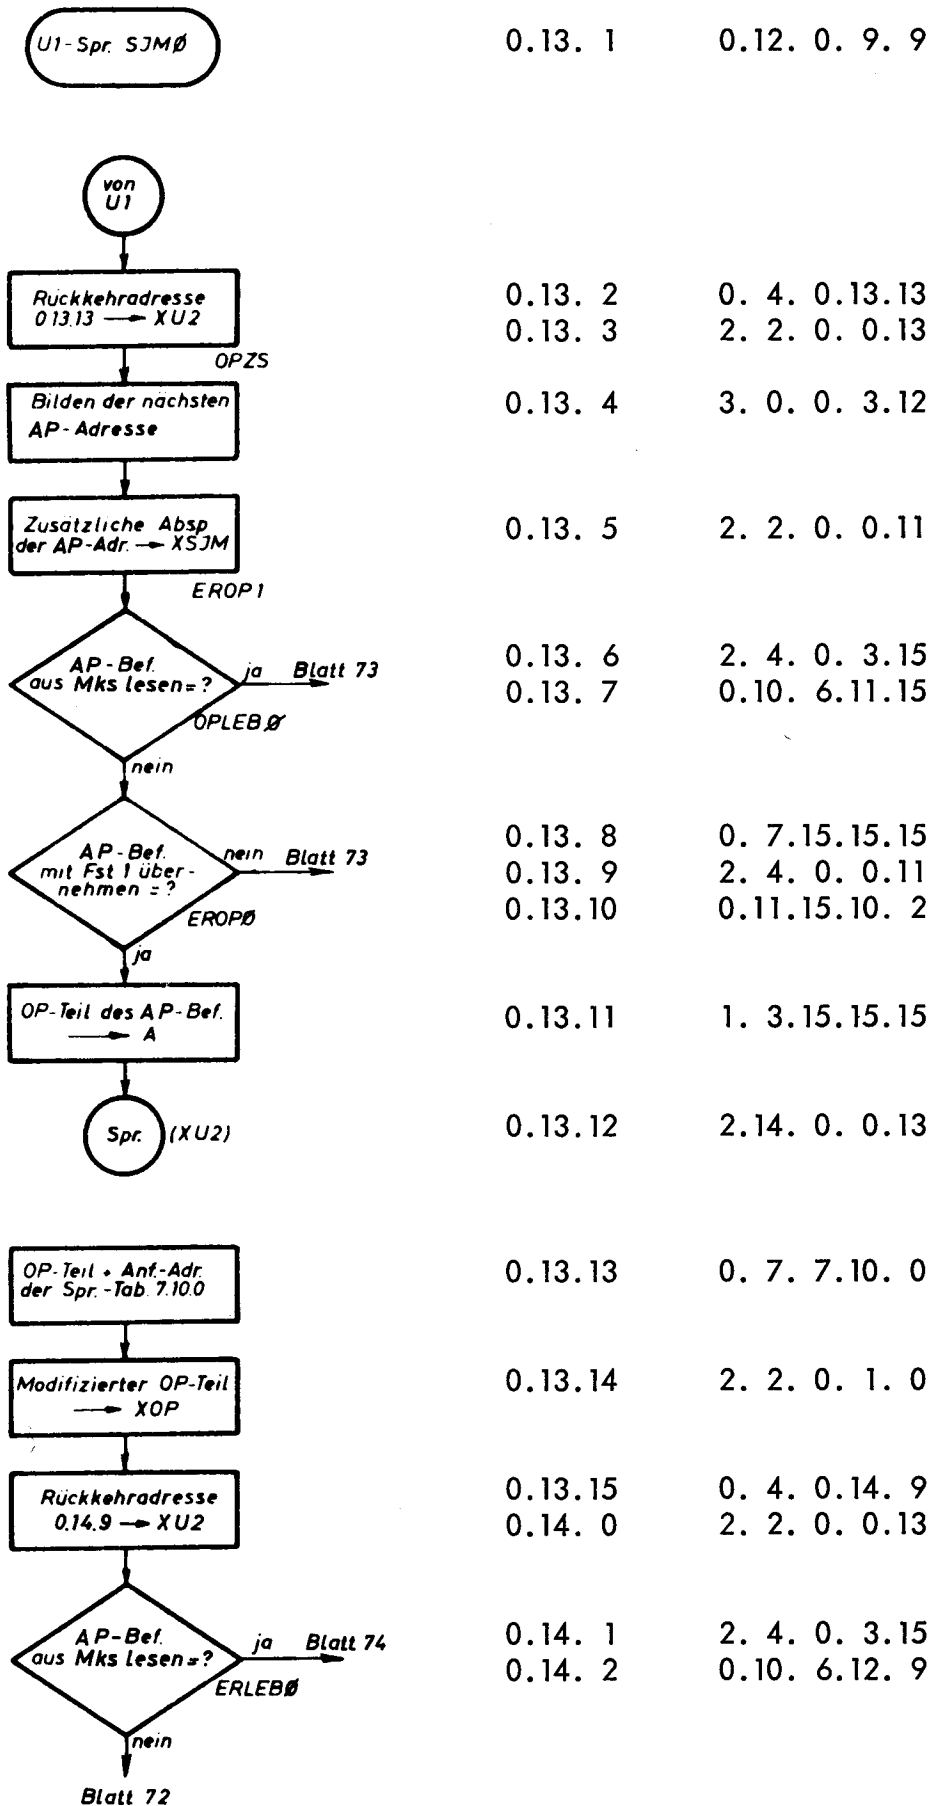 U1-Spr. SJMØ 0.13. 1 0.12. 0. 9. 9
von
U1
Rückkehradresse 0.13. 2 0. 4. 0.13.13
0.13.13 → XU2 0.13. 3 2. 2. 0. 0.13
OPZS
Bilden der nächsten 0.13. 4 3. 0. 0. 3.12
AP-Adresse
Zusätzliche Absp. 0.13. 5 2. 2. 0. 0.11
der AP-Adr. → XSJM
EROP1
AP-Bef. 0.13. 6 2. 4. 0. 3.15
aus Mks lesen = ? ja Blatt 73 0.13. 7 0.10. 6.11.15
OPLEBØ
nein
AP-Bef. 0.13. 8 0. 7.15.15.15
mit Fst 1 über- nein Blatt 73 0.13. 9 2. 4. 0. 0.11
nehmen = ? 0.13.10 0.11.15.10. 2
EROPØ
ja
OP-Teil des AP-Bef. 0.13.11 1. 3.15.15.15
→ A
Spr. (XU2) 0.13.12 2.14. 0. 0.13
OP-Teil + Anf.-Adr. 0.13.13 0. 7. 7.10. 0
der Spr.-Tab. 7.10.0
Modifizierter OP-Teil 0.13.14 2. 2. 0. 1. 0
→ XOP
Rückkehradresse 0.13.15 0. 4. 0.14. 9
0.14.9 → XU2 0.14. 0 2. 2. 0. 0.13
AP-Bef. 0.14. 1 2. 4. 0. 3.15
aus Mks lesen = ? ja Blatt 74 0.14. 2 0.10. 6.12. 9
ERLEBØ
nein
Blatt 72